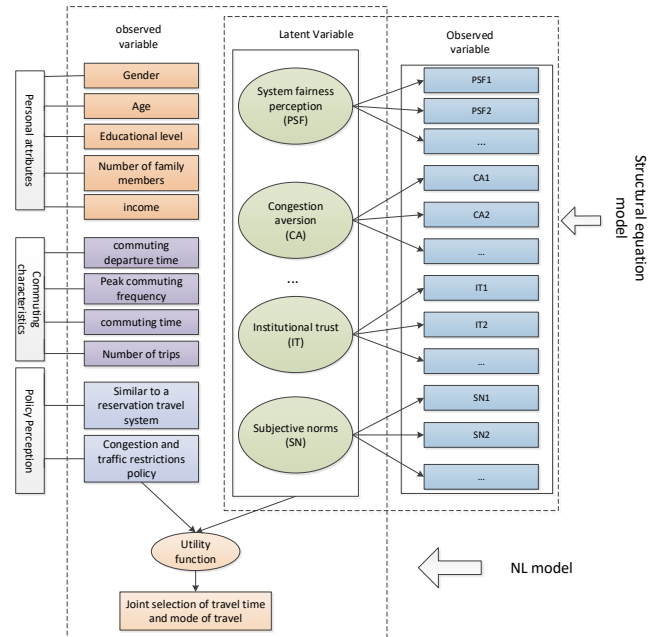 observed
variable
Latent Variable
Observed
variable
Personal attributes
Gender
Age
Educational level
Number of family
members
income
Commuting
characteristics
commuting
departure time
Peak commuting
frequency
commuting time
Number of trips
Policy Perception
Similar to a
reservation travel
system
Congestion and
traffic restrictions
policy
System fairness
perception
(PSF)
Congestion
aversion
(CA)
...
Institutional trust
(IT)
Subjective norms
(SN)
PSF1
PSF2
...
CA1
CA2
...
IT1
IT2
...
SN1
SN2
...
Structural equation
model
Utility
function
Joint selection of travel time
and mode of travel
NL model